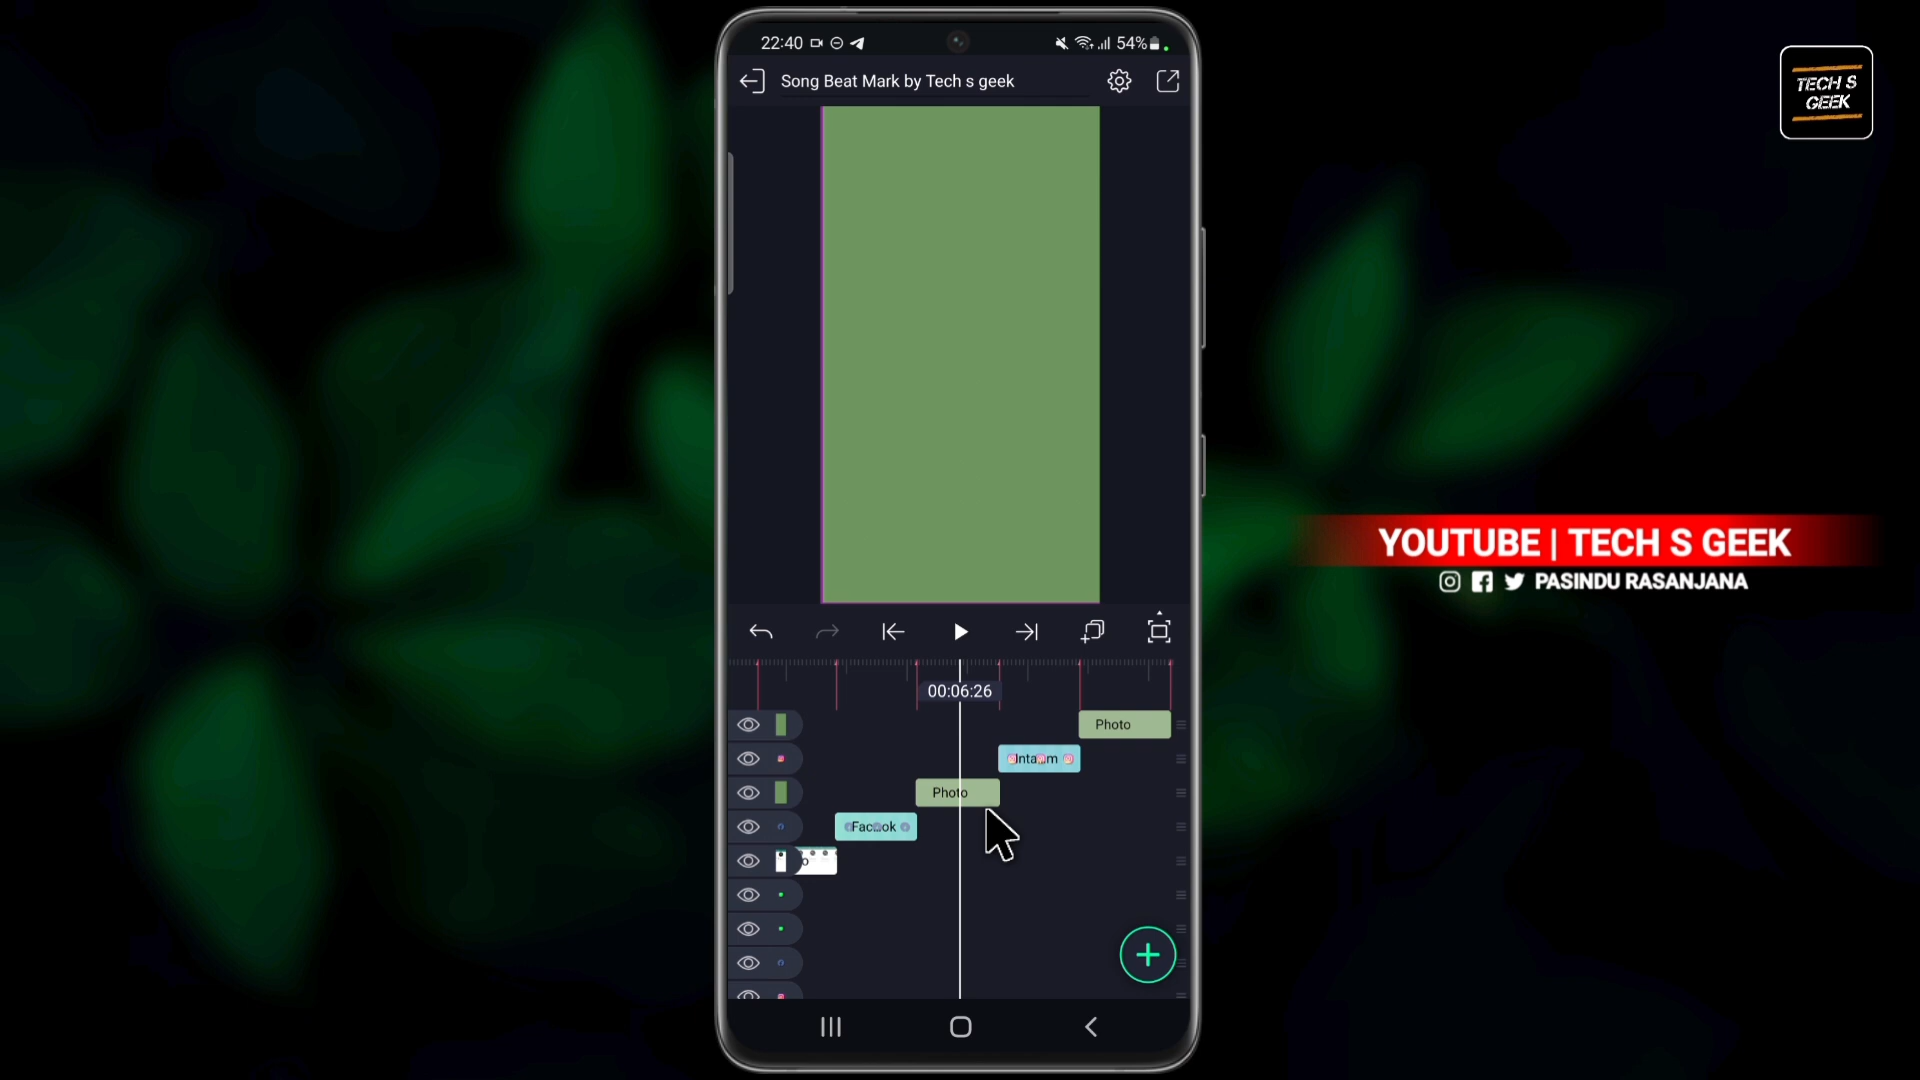 22:40
54%
Song Beat Mark by Tech s geek
TECH S
GEEK
YOUTUBE | TECH S GEEK
PASINDU RASANJANA
00:06:26
Photo
Photo